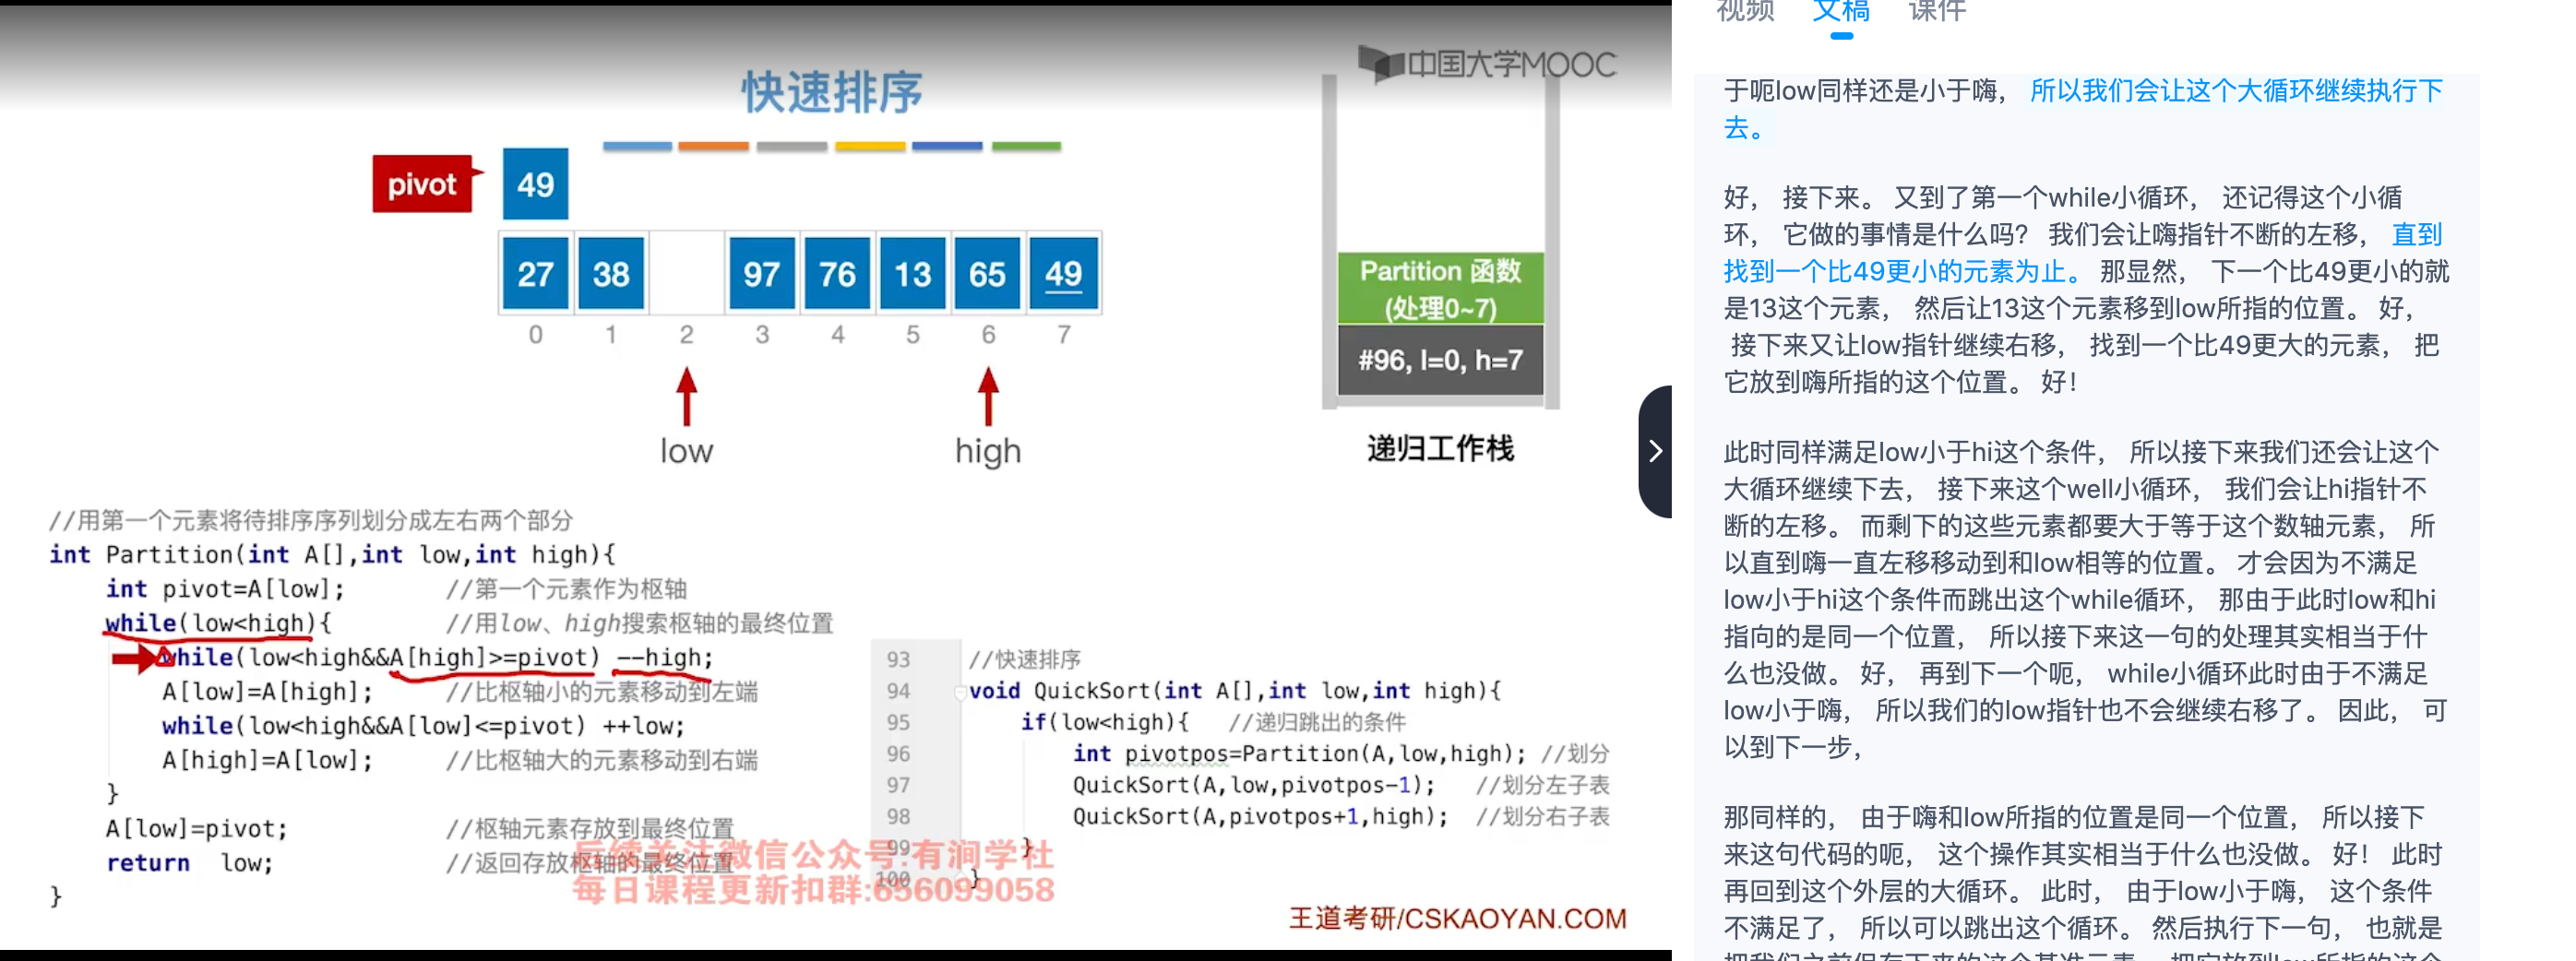 中国大学MOOC
快速排序
pivot
49
27 38 97 76 13 65 49
0 1 2 3 4 5 6 7
low high
Partition 函数
(处理0~7)
#96, l=0, h=7
递归工作栈
//用第一个元素将待排序序列划分成左右两个部分
int Partition(int A[],int low,int high){
int pivot=A[low]; //第一个元素作为枢轴
while(low<high){ //用low、high搜索枢轴的最终位置
while(low<high&&A[high]>=pivot) --high;
A[low]=A[high]; //比枢轴小的元素移动到左端
while(low<high&&A[low]<=pivot) ++low;
A[high]=A[low]; //比枢轴大的元素移动到右端
}
A[low]=pivot; //枢轴元素存放到最终位置
return low; //返回存放枢轴的最终位置
}
93 //快速排序
94 void QuickSort(int A[],int low,int high){
95 if(low<high){ //递归跳出的条件
96 int pivotpos=Partition(A,low,high); //划分
97 QuickSort(A,low,pivotpos-1); //划分左子表
98 QuickSort(A,pivotpos+1,high); //划分右子表
99 }
100 }
后续关注微信公众号:有涧学社
每日课程更新扣群:656099058
王道考研/CSKAOYAN.COM
视频 文稿 课件
于呃low同样还是小于嗨， 所以我们会让这个大循环继续执行下
去。
好， 接下来。 又到了第一个while小循环， 还记得这个小循
环， 它做的事情是什么吗？ 我们会让嗨指针不断的左移， 直到
找到一个比49更小的元素为止。 那显然， 下一个比49更小的就
是13这个元素， 然后让13这个元素移到low所指的位置。 好，
接下来又让low指针继续右移， 找到一个比49更大的元素， 把
它放到嗨所指的这个位置。 好！
此时同样满足low小于hi这个条件， 所以接下来我们还会让这个
大循环继续下去， 接下来这个well小循环， 我们会让hi指针不
断的左移。 而剩下的这些元素都要大于等于这个数轴元素， 所
以直到嗨一直左移移动到和low相等的位置。 才会因为不满足
low小于hi这个条件而跳出这个while循环， 那由于此时low和hi
指向的是同一个位置， 所以接下来这一句的处理其实相当于什
么也没做。 好， 再到下一个呃， while小循环此时由于不满足
low小于嗨， 所以我们的low指针也不会继续右移了。 因此， 可
以到下一步，
那同样的， 由于嗨和low所指的位置是同一个位置， 所以接下
来这句代码的呃， 这个操作其实相当于什么也没做。 好！ 此时
再回到这个外层的大循环。 此时， 由于low小于嗨， 这个条件
不满足了， 所以可以跳出这个循环。 然后执行下一句， 也就是
把我们之前保存下来的这个基准元素， 把它放到low所指的这个